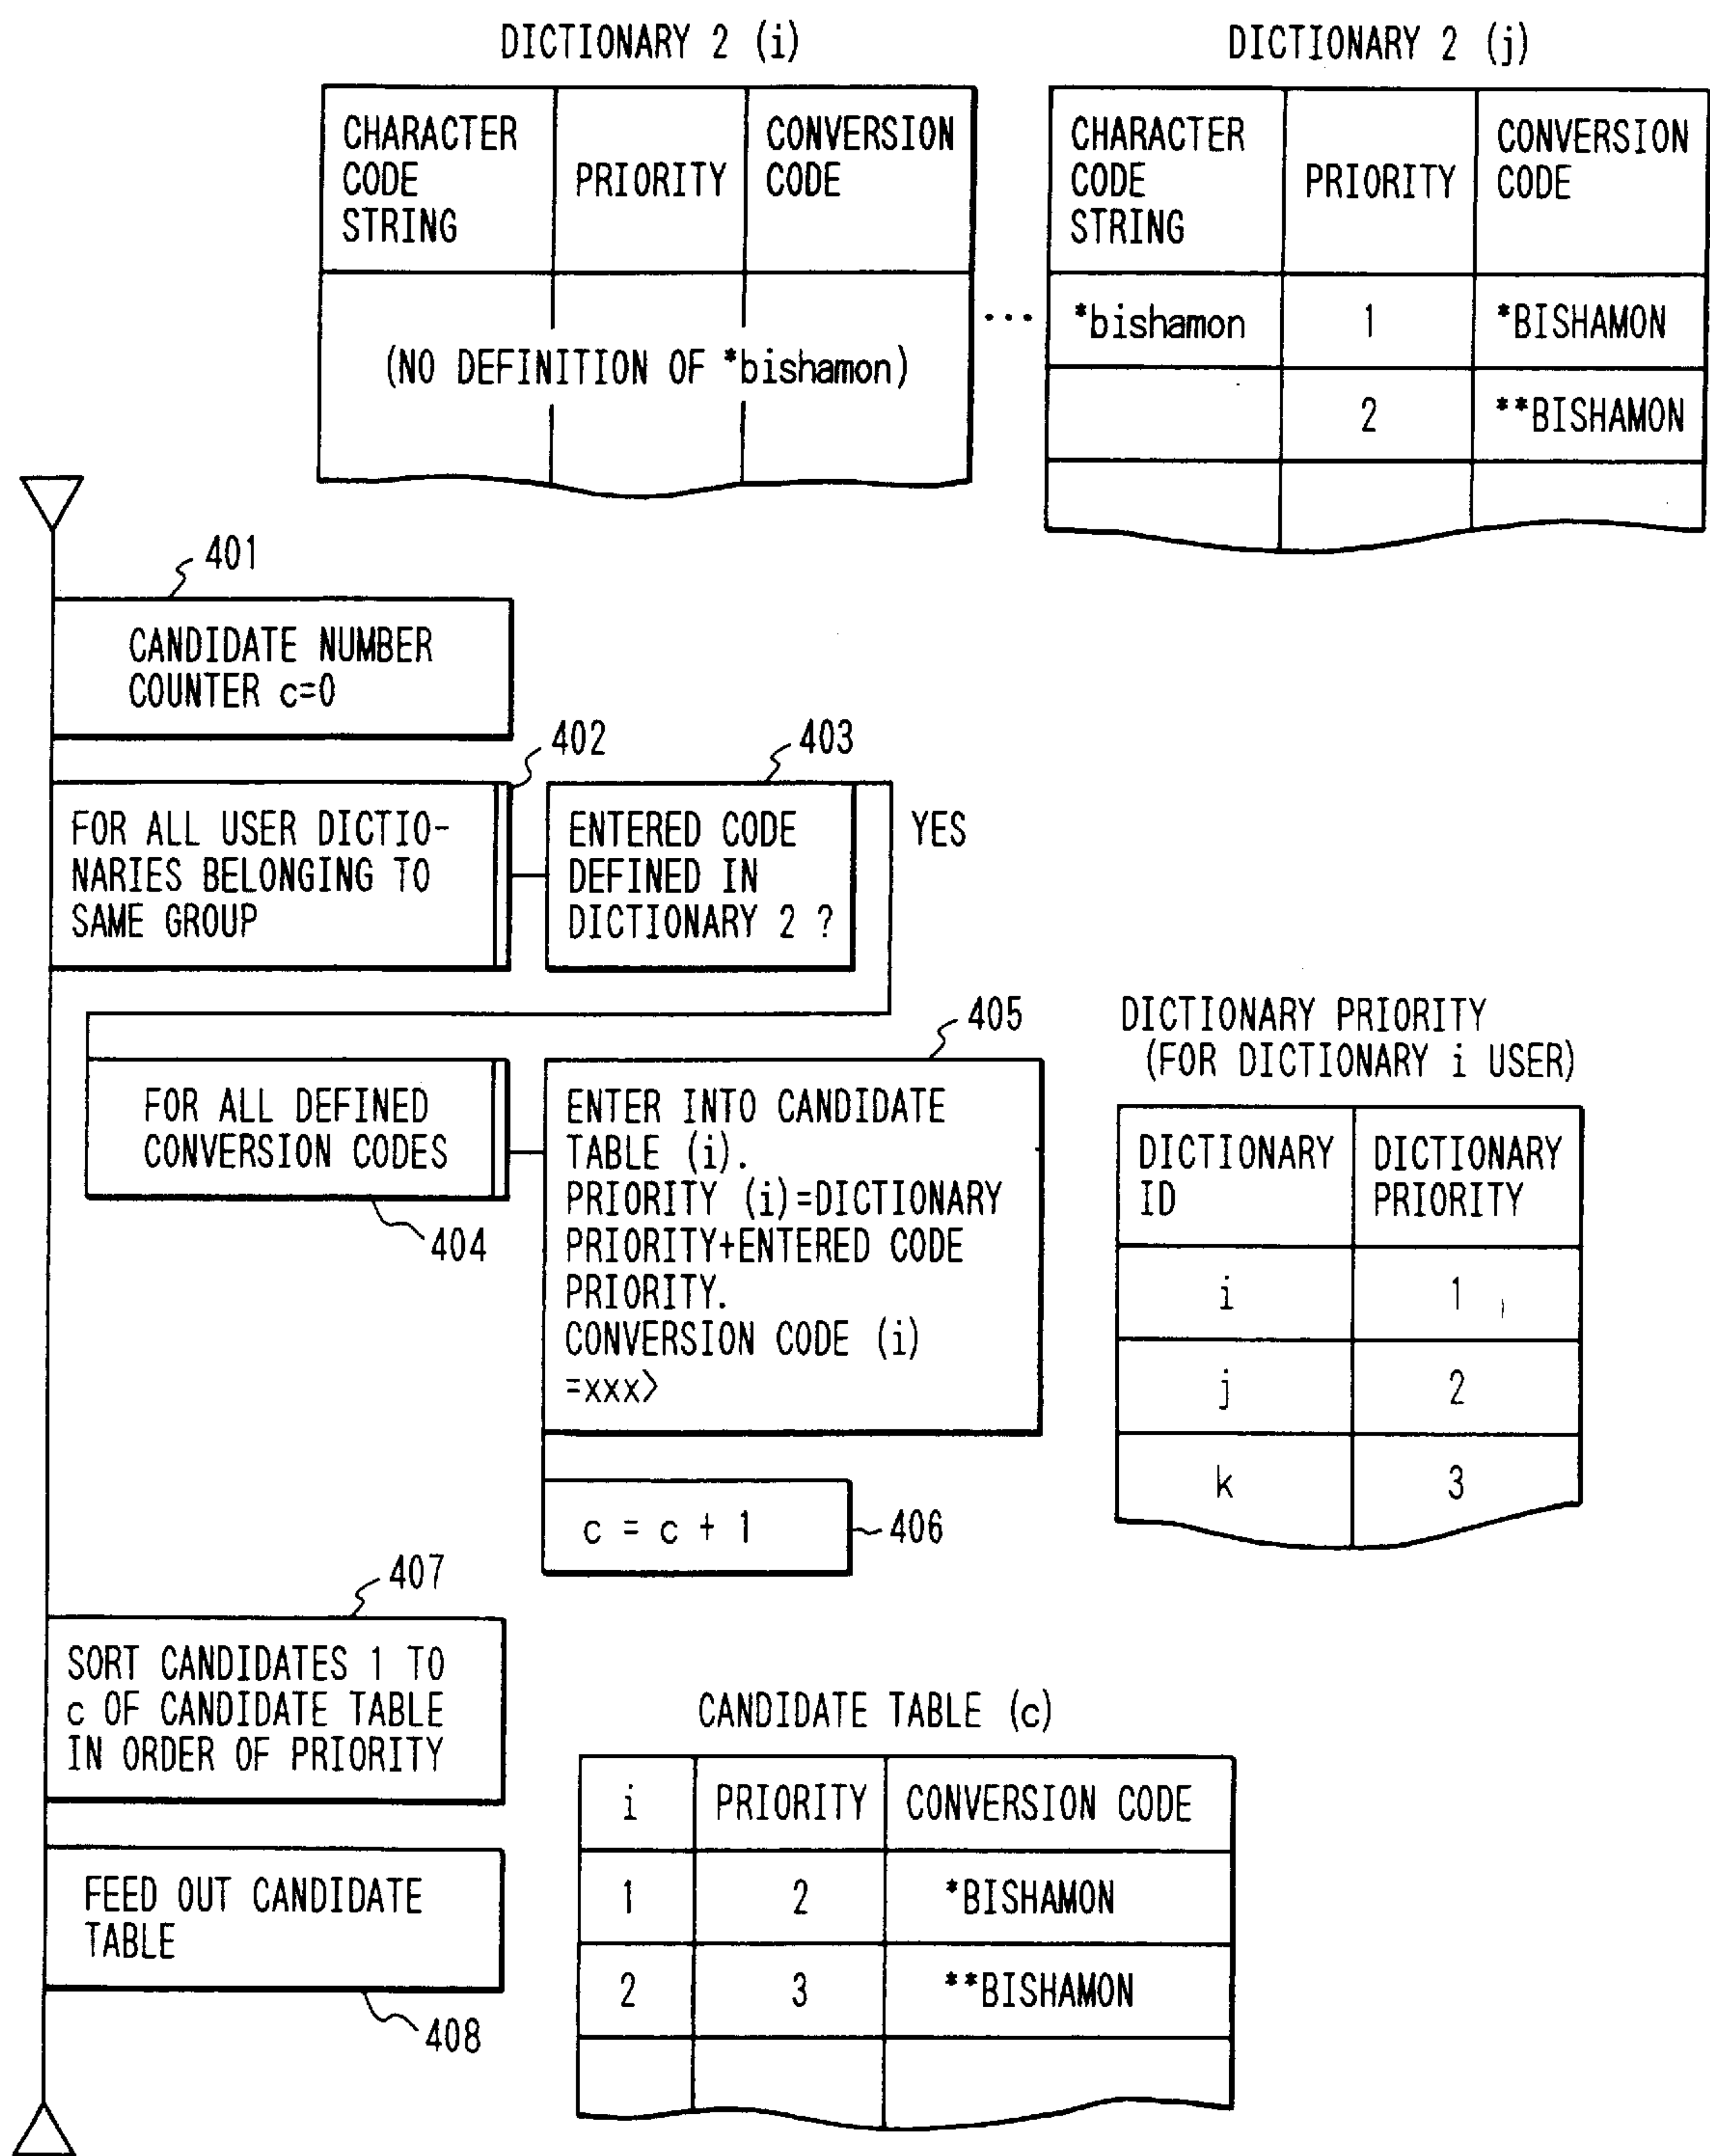 DICTIONARY 2 (i)
CHARACTER
CODE
STRING
PRIORITY
CONVERSION
CODE
(NO DEFINITION OF *bishamon)
...
DICTIONARY 2 (j)
CHARACTER
CODE
STRING
PRIORITY
CONVERSION
CODE
*bishamon
1
*BISHAMON
2
**BISHAMON
401
CANDIDATE NUMBER
COUNTER c=0
402
FOR ALL USER DICTIO-
NARIES BELONGING TO
SAME GROUP
403
ENTERED CODE
DEFINED IN
DICTIONARY 2 ?
YES
FOR ALL DEFINED
CONVERSION CODES
404
405
ENTER INTO CANDIDATE
TABLE (i).
PRIORITY (i)=DICTIONARY
PRIORITY+ENTERED CODE
PRIORITY.
CONVERSION CODE (i)
=xxx>
c = c + 1
406
DICTIONARY PRIORITY
(FOR DICTIONARY i USER)
DICTIONARY
ID
DICTIONARY
PRIORITY
i
1
j
2
k
3
407
SORT CANDIDATES 1 TO
c OF CANDIDATE TABLE
IN ORDER OF PRIORITY
FEED OUT CANDIDATE
TABLE
408
CANDIDATE TABLE (c)
i
PRIORITY
CONVERSION CODE
1
2
*BISHAMON
2
3
**BISHAMON